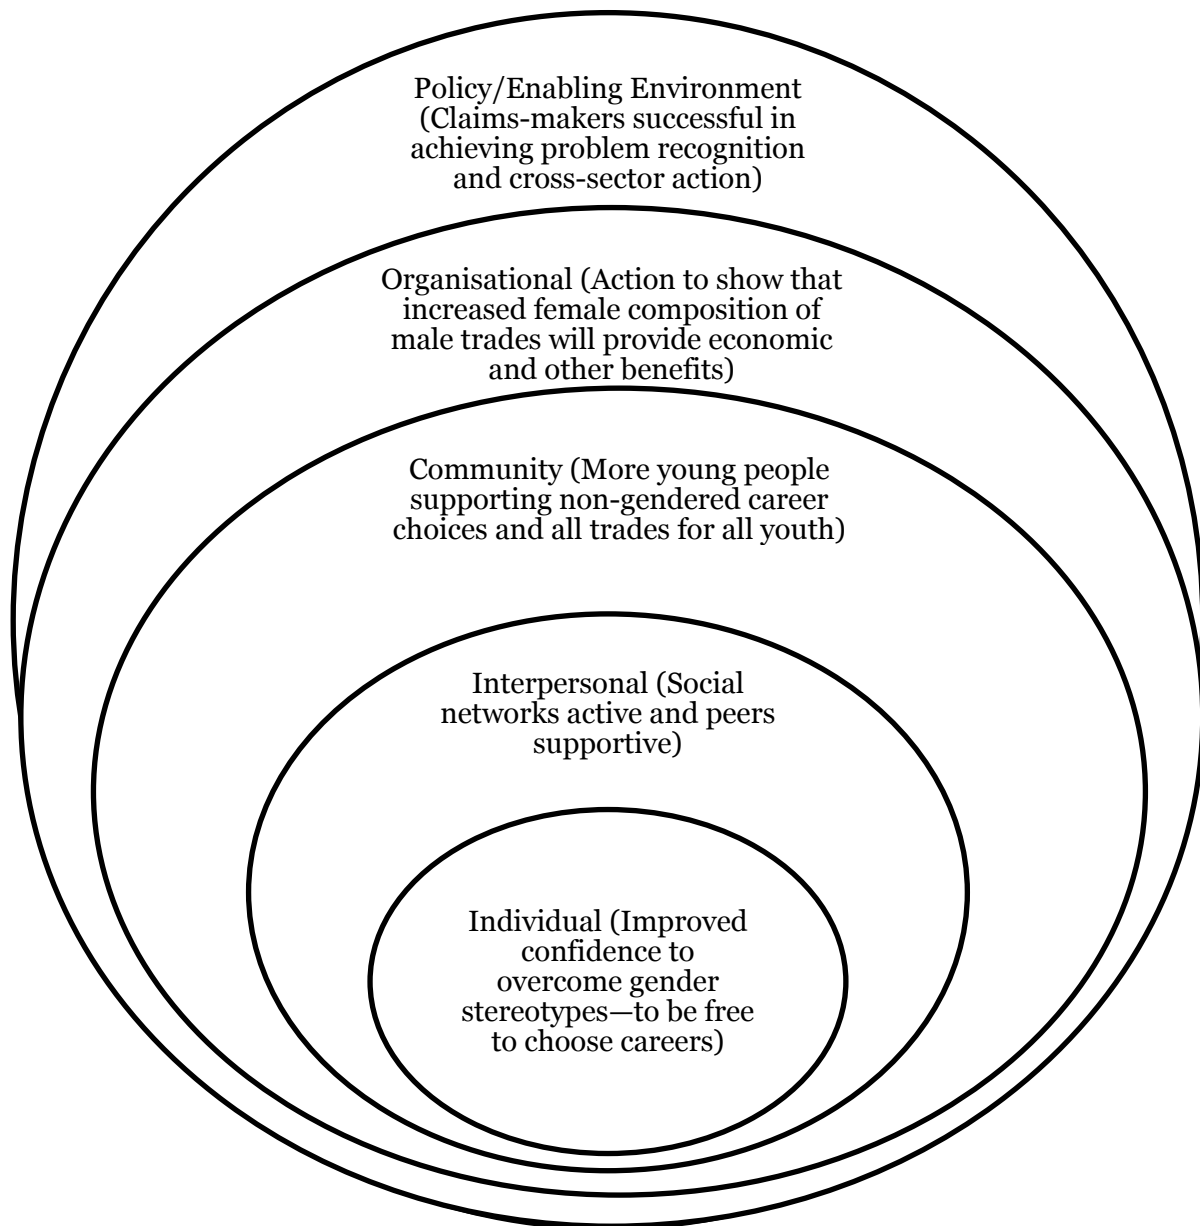 Policy/Enabling Environment
(Claims-makers successful in
achieving problem recognition
and cross-sector action)
Organisational (Action to show that
increased female composition of
male trades will provide economic
and other benefits)
Community (More young people
supporting non-gendered career
choices and all trades for all youth)
Interpersonal (Social
networks active and peers
supportive)
Individual (Improved
confidence to
overcome gender
stereotypes—to be free
to choose careers)